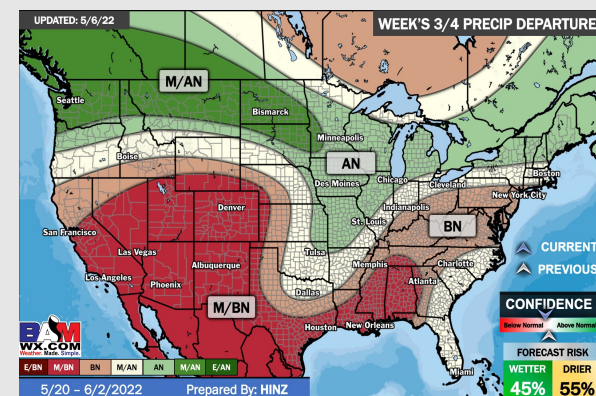 UPDATED: 5/6/22
WEEK'S 3/4 PRECIP DEPARTURE
M/AN
Seattle
Bismarck
Minneapolis
Boise
AN
Boston
Des Moines
Chicago
Cleveland
New York City
Denver
Indianapolis
St. Louis
BN
San Francisco
CURRENT
Las Vegas
Tulsa
Albuquerque
Memphis
Charlotte
PREVIOUS
Los Angeles
Phoenix
Atlanta
Dallas
M/BN
CONFIDENCE
Houston
New Orleans
Below Normal
Above Normal
BAM
WX.COM
Weather. Made. Simple.
FORECAST RISK
E/BN M/BN BN M/AN AN M/AN E/AN
Miami
WETTER DRIER
45% 55%
5/20 – 6/2/2022
Prepared By: HINZ